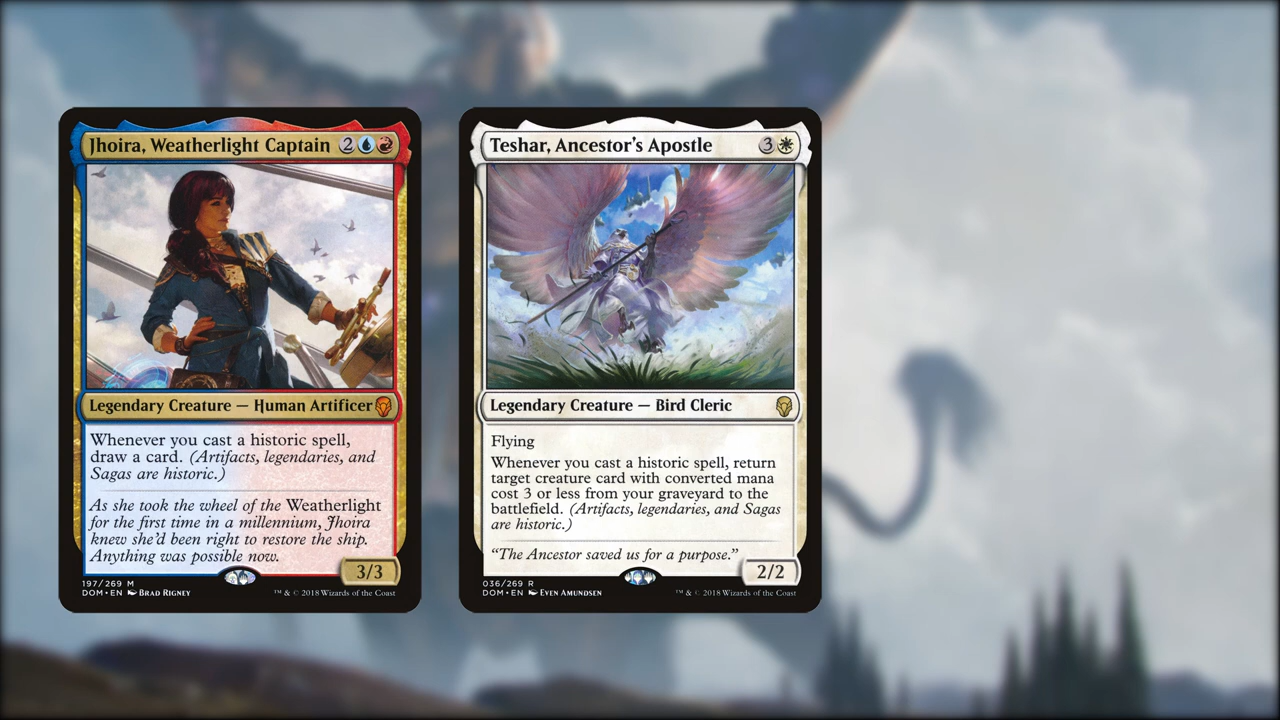 Jhoira, Weatherlight Captain 2
Legendary Creature — Human Artificer
Whenever you cast a historic spell,
draw a card. (Artifacts, legendaries, and
Sagas are historic.)
As she took the wheel of the Weatherlight
for the first time in a millennium, Jhoira
knew she'd been right to restore the ship.
Anything was possible now.
3/3
197/269 M
DOM • EN Brad Rigney
™ & © 2018 Wizards of the Coast
Teshar, Ancestor's Apostle 3
Legendary Creature — Bird Cleric
Flying
Whenever you cast a historic spell, return
target creature card with converted mana
cost 3 or less from your graveyard to the
battlefield. (Artifacts, legendaries, and Sagas
are historic.)
"The Ancestor saved us for a purpose."
2/2
036/269 R
DOM • EN Even Amundsen
™ & © 2018 Wizards of the Coast